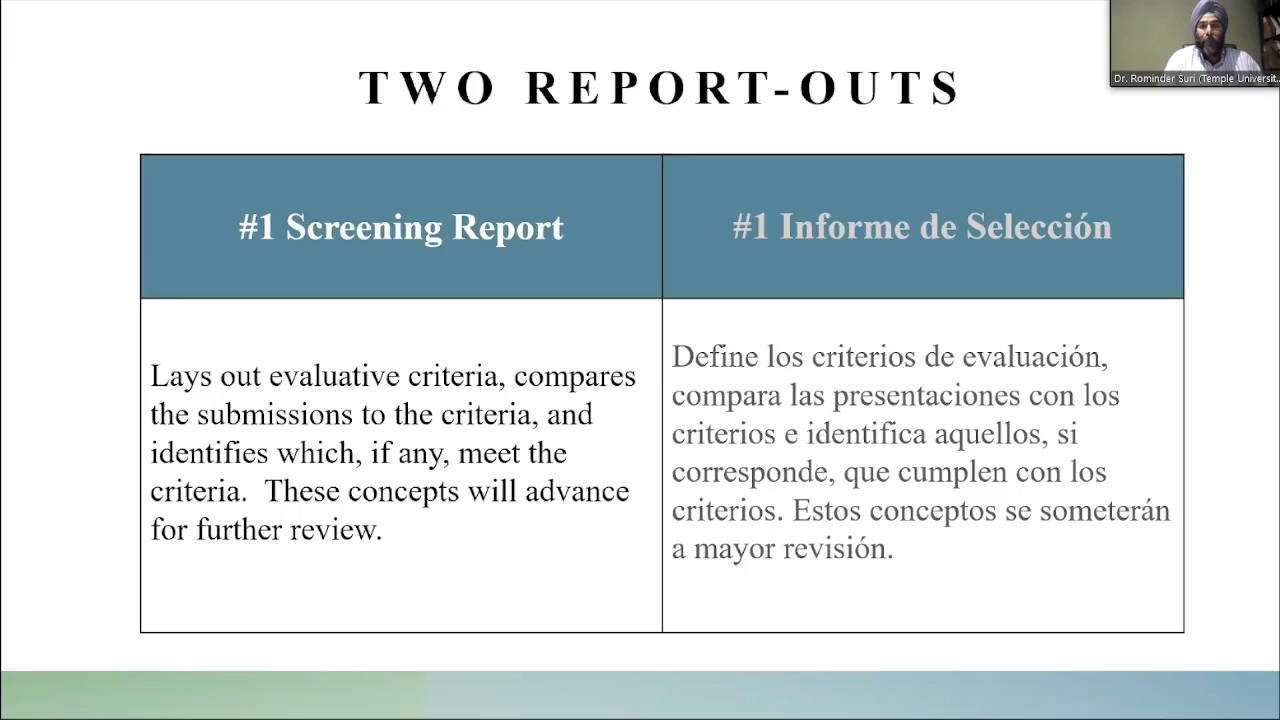 Dr. Rominder Suri (Temple Universit...
TWO REPORT-OUTS
#1 Screening Report
#1 Informe de Selección
Lays out evaluative criteria, compares
the submissions to the criteria, and
identifies which, if any, meet the
criteria.  These concepts will advance
for further review.
Define los criterios de evaluación,
compara las presentaciones con los
criterios e identifica aquellos, si
corresponde, que cumplen con los
criterios. Estos conceptos se someterán
a mayor revisión.